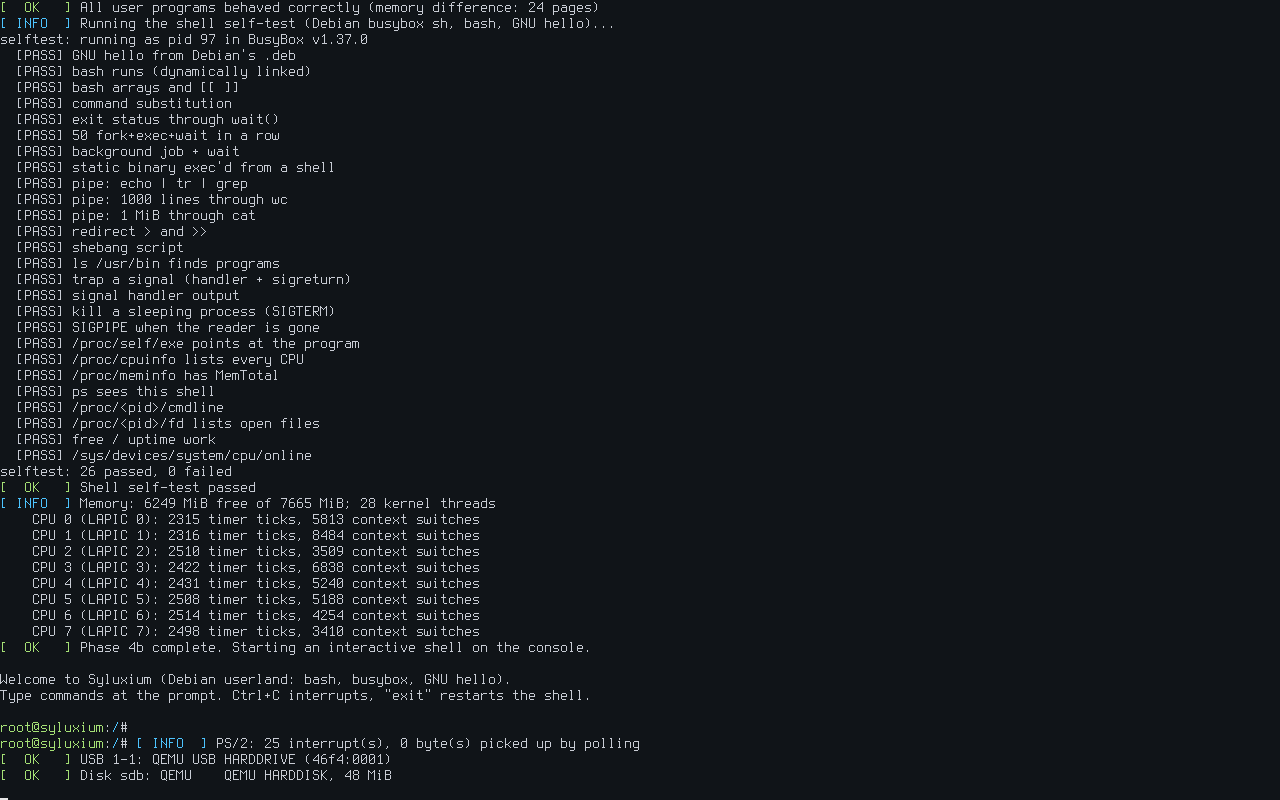 [  OK   ] All user programs behaved correctly (memory difference: 24 pages)
[ INFO  ] Running the shell self-test (Debian busybox sh, bash, GNU hello)...
selftest: running as pid 97 in BusyBox v1.37.0
  [PASS] GNU hello from Debian's .deb
  [PASS] bash runs (dynamically linked)
  [PASS] bash arrays and [[ ]]
  [PASS] command substitution
  [PASS] exit status through wait()
  [PASS] 50 fork+exec+wait in a row
  [PASS] background job + wait
  [PASS] static binary exec'd from a shell
  [PASS] pipe: echo | tr | grep
  [PASS] pipe: 1000 lines through wc
  [PASS] pipe: 1 MiB through cat
  [PASS] redirect > and >>
  [PASS] shebang script
  [PASS] ls /usr/bin finds programs
  [PASS] trap a signal (handler + sigreturn)
  [PASS] signal handler output
  [PASS] kill a sleeping process (SIGTERM)
  [PASS] SIGPIPE when the reader is gone
  [PASS] /proc/self/exe points at the program
  [PASS] /proc/cpuinfo lists every CPU
  [PASS] /proc/meminfo has MemTotal
  [PASS] ps sees this shell
  [PASS] /proc/<pid>/cmdline
  [PASS] /proc/<pid>/fd lists open files
  [PASS] free / uptime work
  [PASS] /sys/devices/system/cpu/online
selftest: 26 passed, 0 failed
[  OK   ] Shell self-test passed
[ INFO  ] Memory: 6249 MiB free of 7665 MiB; 28 kernel threads
    CPU 0 (LAPIC 0): 2315 timer ticks, 5813 context switches
    CPU 1 (LAPIC 1): 2316 timer ticks, 8484 context switches
    CPU 2 (LAPIC 2): 2510 timer ticks, 3509 context switches
    CPU 3 (LAPIC 3): 2422 timer ticks, 6838 context switches
    CPU 4 (LAPIC 4): 2431 timer ticks, 5240 context switches
    CPU 5 (LAPIC 5): 2508 timer ticks, 5188 context switches
    CPU 6 (LAPIC 6): 2514 timer ticks, 4254 context switches
    CPU 7 (LAPIC 7): 2498 timer ticks, 3410 context switches
[  OK   ] Phase 4b complete. Starting an interactive shell on the console.

Welcome to Syluxium (Debian userland: bash, busybox, GNU hello).
Type commands at the prompt. Ctrl+C interrupts, "exit" restarts the shell.

root@syluxium:/#
root@syluxium:/# [ INFO  ] PS/2: 25 interrupt(s), 0 byte(s) picked up by polling
[  OK   ] USB 1-1: QEMU USB HARDDRIVE (46f4:0001)
[  OK   ] Disk sdb: QEMU    QEMU HARDDISK, 48 MiB